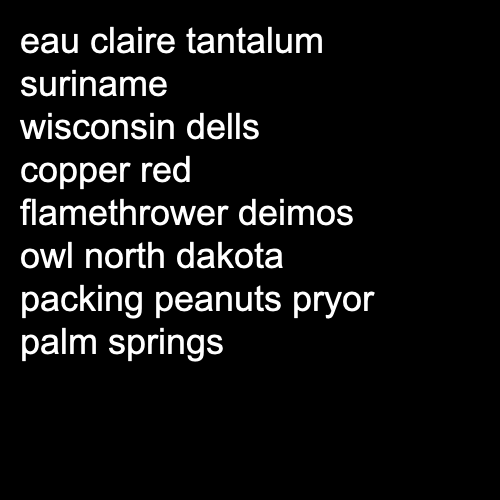 eau claire tantalum
suriname
wisconsin dells
copper red
flamethrower deimos
owl north dakota
packing peanuts pryor
palm springs